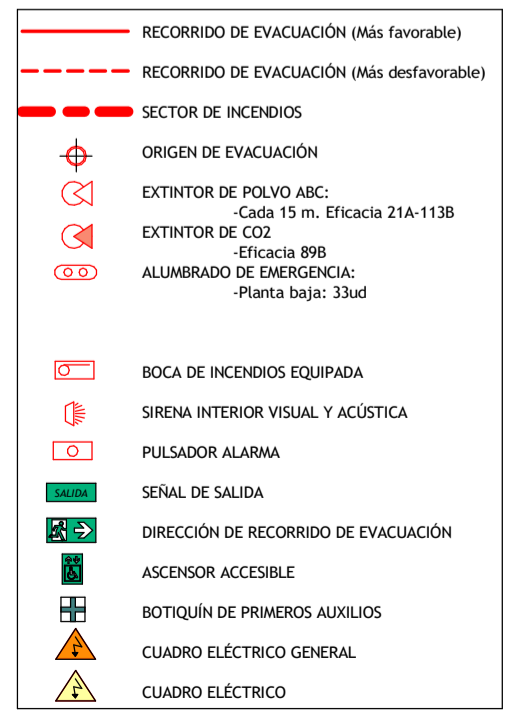 RECORRIDO DE EVACUACIÓN (Más favorable)
RECORRIDO DE EVACUACIÓN (Más desfavorable)
SECTOR DE INCENDIOS
ORIGEN DE EVACUACIÓN
EXTINTOR DE POLVO ABC:
-Cada 15 m. Eficacia 21A-113B
EXTINTOR DE CO2
-Eficacia 89B
ALUMBRADO DE EMERGENCIA:
-Planta baja: 33ud
BOCA DE INCENDIOS EQUIPADA
SIRENA INTERIOR VISUAL Y ACÚSTICA
PULSADOR ALARMA
SALIDA SEÑAL DE SALIDA
DIRECCIÓN DE RECORRIDO DE EVACUACIÓN
ASCENSOR ACCESIBLE
BOTIQUÍN DE PRIMEROS AUXILIOS
CUADRO ELÉCTRICO GENERAL
CUADRO ELÉCTRICO